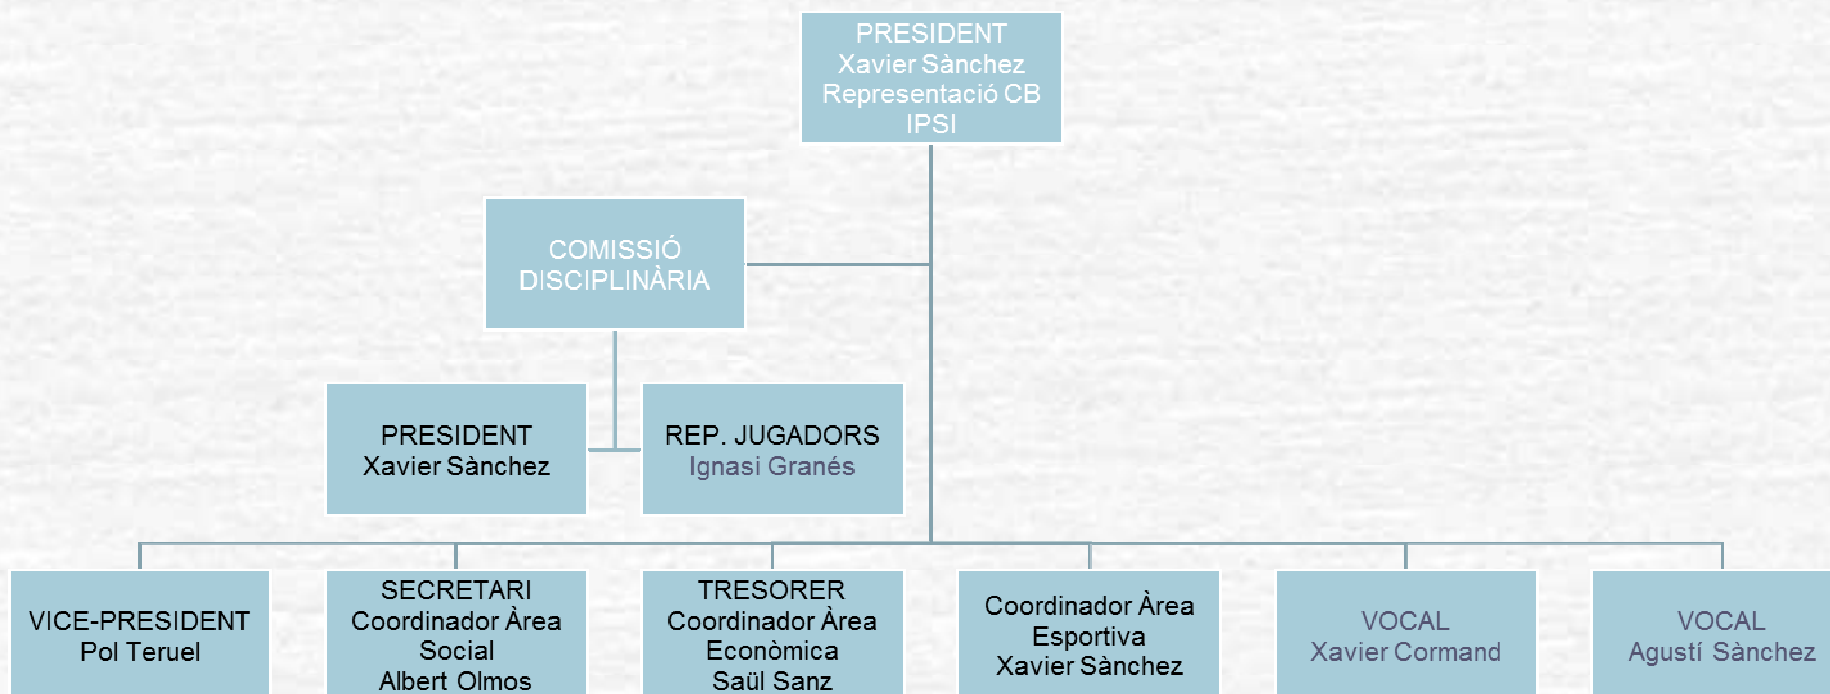 PRESIDENT
Xavier Sànchez
Representació CB
IPSI
COMISSIÓ
DISCIPLINÀRIA
PRESIDENT
Xavier Sànchez
REP. JUGADORS
Ignasi Granés
VICE-PRESIDENT
Pol Teruel
SECRETARI
Coordinador Àrea
Social
Albert Olmos
TRESORER
Coordinador Àrea
Econòmica
Saül Sanz
Coordinador Àrea
Esportiva
Xavier Sànchez
VOCAL
Xavier Cormand
VOCAL
Agustí Sànchez